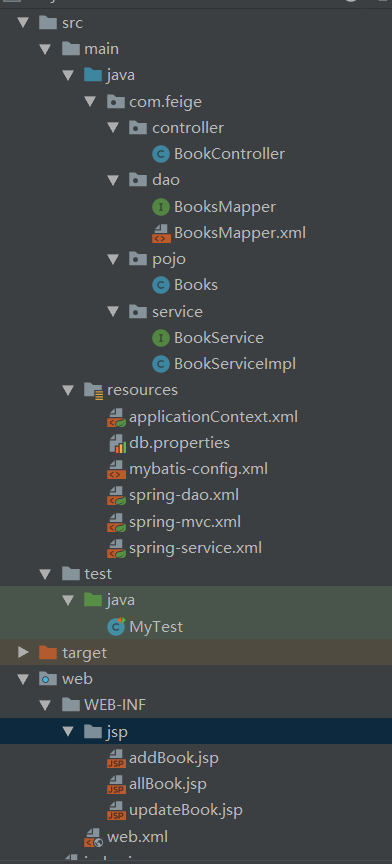 src
main
java
com.feige
controller
BookController
dao
BooksMapper
BooksMapper.xml
pojo
Books
service
BookService
BookServiceImpl
resources
applicationContext.xml
db.properties
mybatis-config.xml
spring-dao.xml
spring-mvc.xml
spring-service.xml
test
java
MyTest
target
web
WEB-INF
jsp
addBook.jsp
allBook.jsp
updateBook.jsp
web.xml